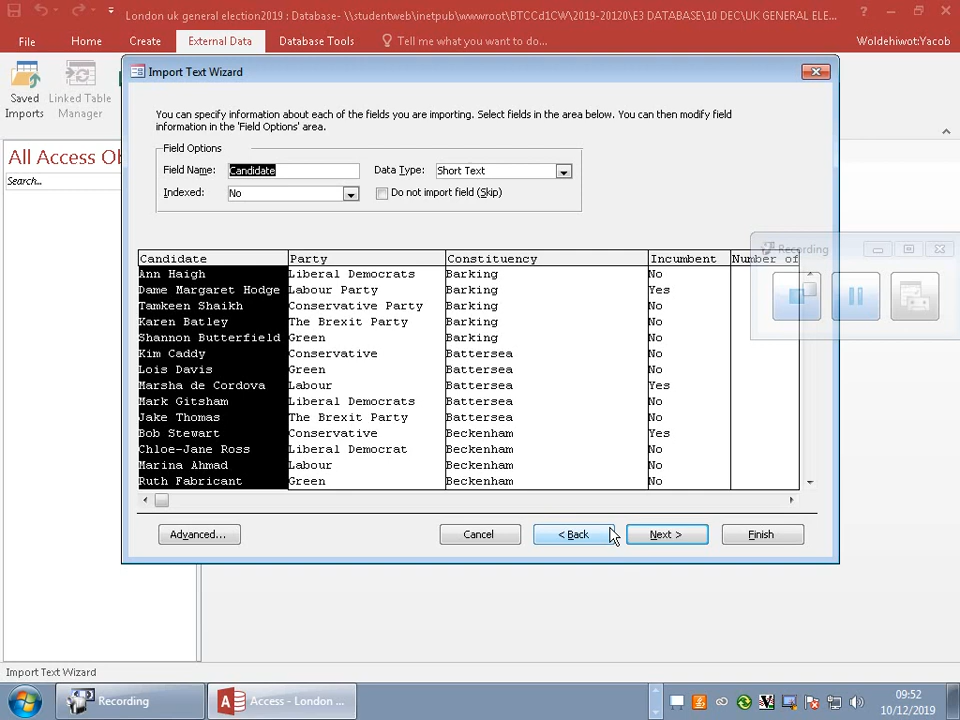 London uk general election2019 : Database- \\studentweb\inetpub\wwwroot\BTCCd1CW\2019-20120\E3 DATABASE\10 DEC\UK GENERAL ELE...
File Home Create External Data Database Tools Tell me what you want to do... Woldehiwot:Yacob
Saved Imports
Linked Table Manager
All Access Ob
Search...
Import Text Wizard
You can specify information about each of the fields you are importing. Select fields in the area below. You can then modify field
information in the 'Field Options' area.
Field Options
Field Name: Candidate Data Type: Short Text
Indexed: No Do not import field (Skip)
Candidate Party Constituency Incumbent Number of
Ann Haigh Liberal Democrats Barking No
Dame Margaret Hodge Labour Party Barking Yes
Tamkeen Shaikh Conservative Party Barking No
Karen Batley The Brexit Party Barking No
Shannon Butterfield Green Barking No
Kim Caddy Conservative Battersea No
Lois Davis Green Battersea No
Marsha de Cordova Labour Battersea Yes
Mark Gitsham Liberal Democrats Battersea No
Jake Thomas The Brexit Party Battersea No
Bob Stewart Conservative Beckenham Yes
Chloe-Jane Ross Liberal Democrat Beckenham No
Marina Ahmad Labour Beckenham No
Ruth Fabricant Green Beckenham No
Recording
Advanced... Cancel < Back Next > Finish
Import Text Wizard
Recording
Access - London ...
09:52
10/12/2019